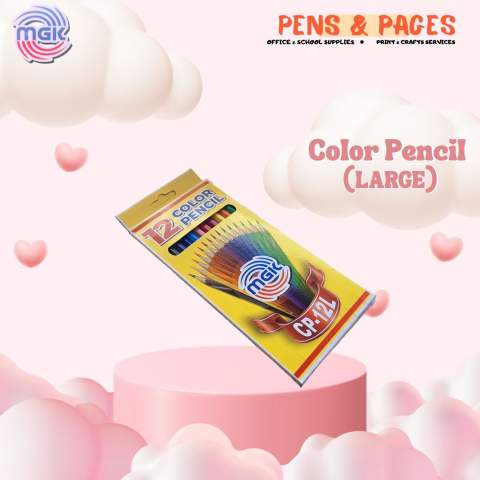 MGK
PENS & PAGES
OFFICE & SCHOOL SUPPLIES • PRINT & CRAFTS SERVICES
Color Pencil
(LARGE)
12 COLOR
PENCIL
MGK
CP-12L